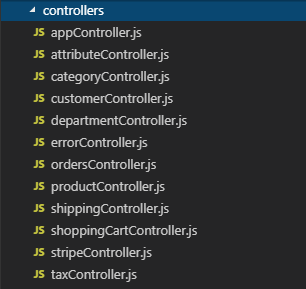 controllers
JS appController.js
JS attributeController.js
JS categoryController.js
JS customerController.js
JS departmentController.js
JS errorController.js
JS ordersController.js
JS productController.js
JS shippingController.js
JS shoppingCartController.js
JS stripeController.js
JS taxController.js